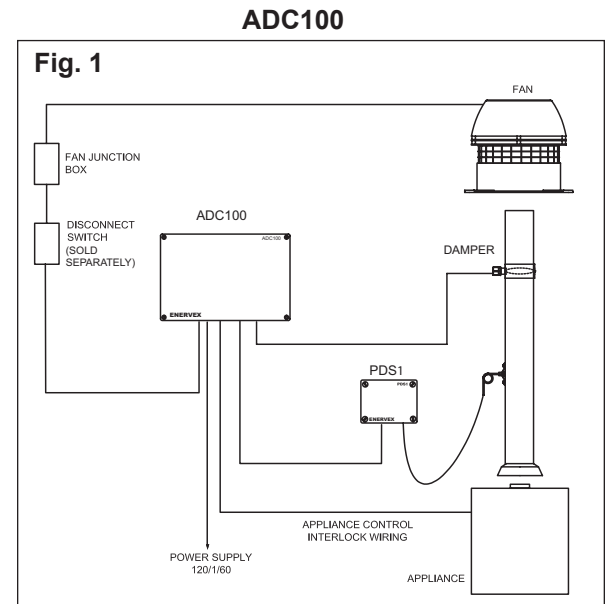 ADC100
Fig. 1
FAN
FAN JUNCTION
BOX
DISCONNECT
SWITCH
(SOLD
SEPARATELY)
ADC100
ADC100
ENERVEX
DAMPER
PDS1
PDS1
ENERVEX
APPLIANCE CONTROL
INTERLOCK WIRING
POWER SUPPLY
120/1/60
APPLIANCE